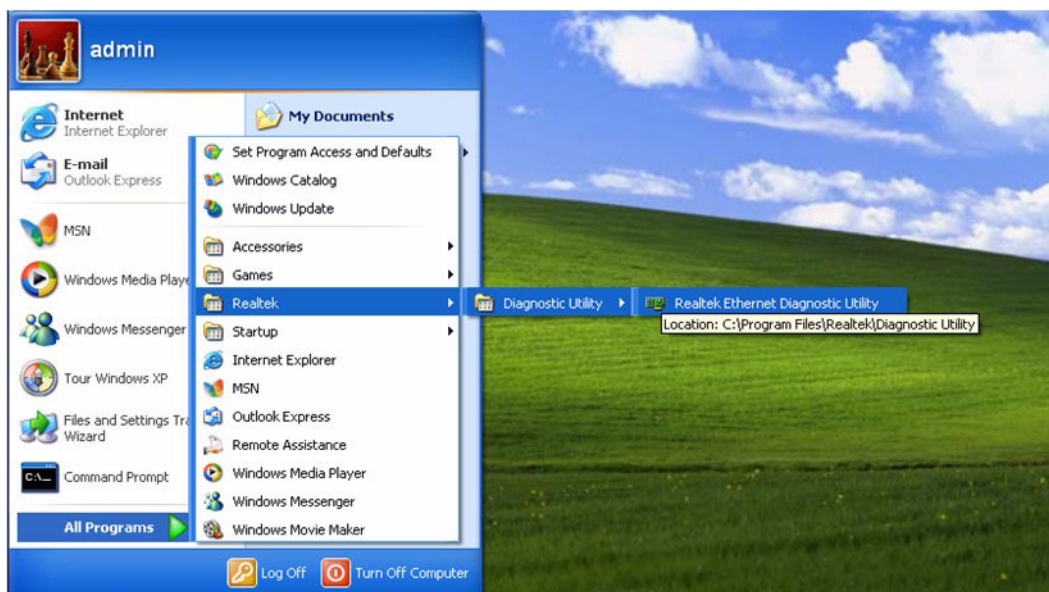 admin
Internet
Internet Explorer
E-mail
Outlook Express
MSN
Windows Media Playe
Windows Messenger
Tour Windows XP
Files and Settings Tra
Wizard
C:\_
Command Prompt
All Programs
My Documents
Set Program Access and Defaults
Windows Catalog
Windows Update
Accessories
Games
Realtek
Startup
Internet Explorer
MSN
Outlook Express
Remote Assistance
Windows Media Player
Windows Messenger
Windows Movie Maker
Diagnostic Utility
Realtek Ethernet Diagnostic Utility
Location: C:\Program Files\Realtek\Diagnostic Utility
Log Off
Turn Off Computer